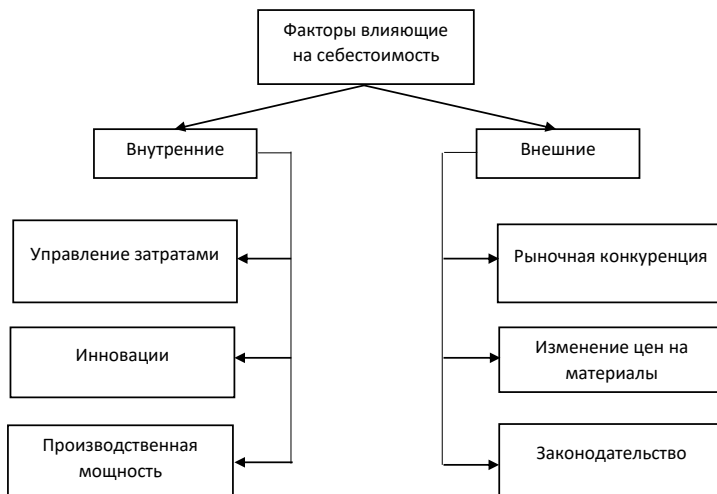 Факторы влияющие
на себестоимость
Внутренние
Внешние
Управление затратами
Рыночная конкуренция
Инновации
Изменение цен на
материалы
Производственная
мощность
Законодательство